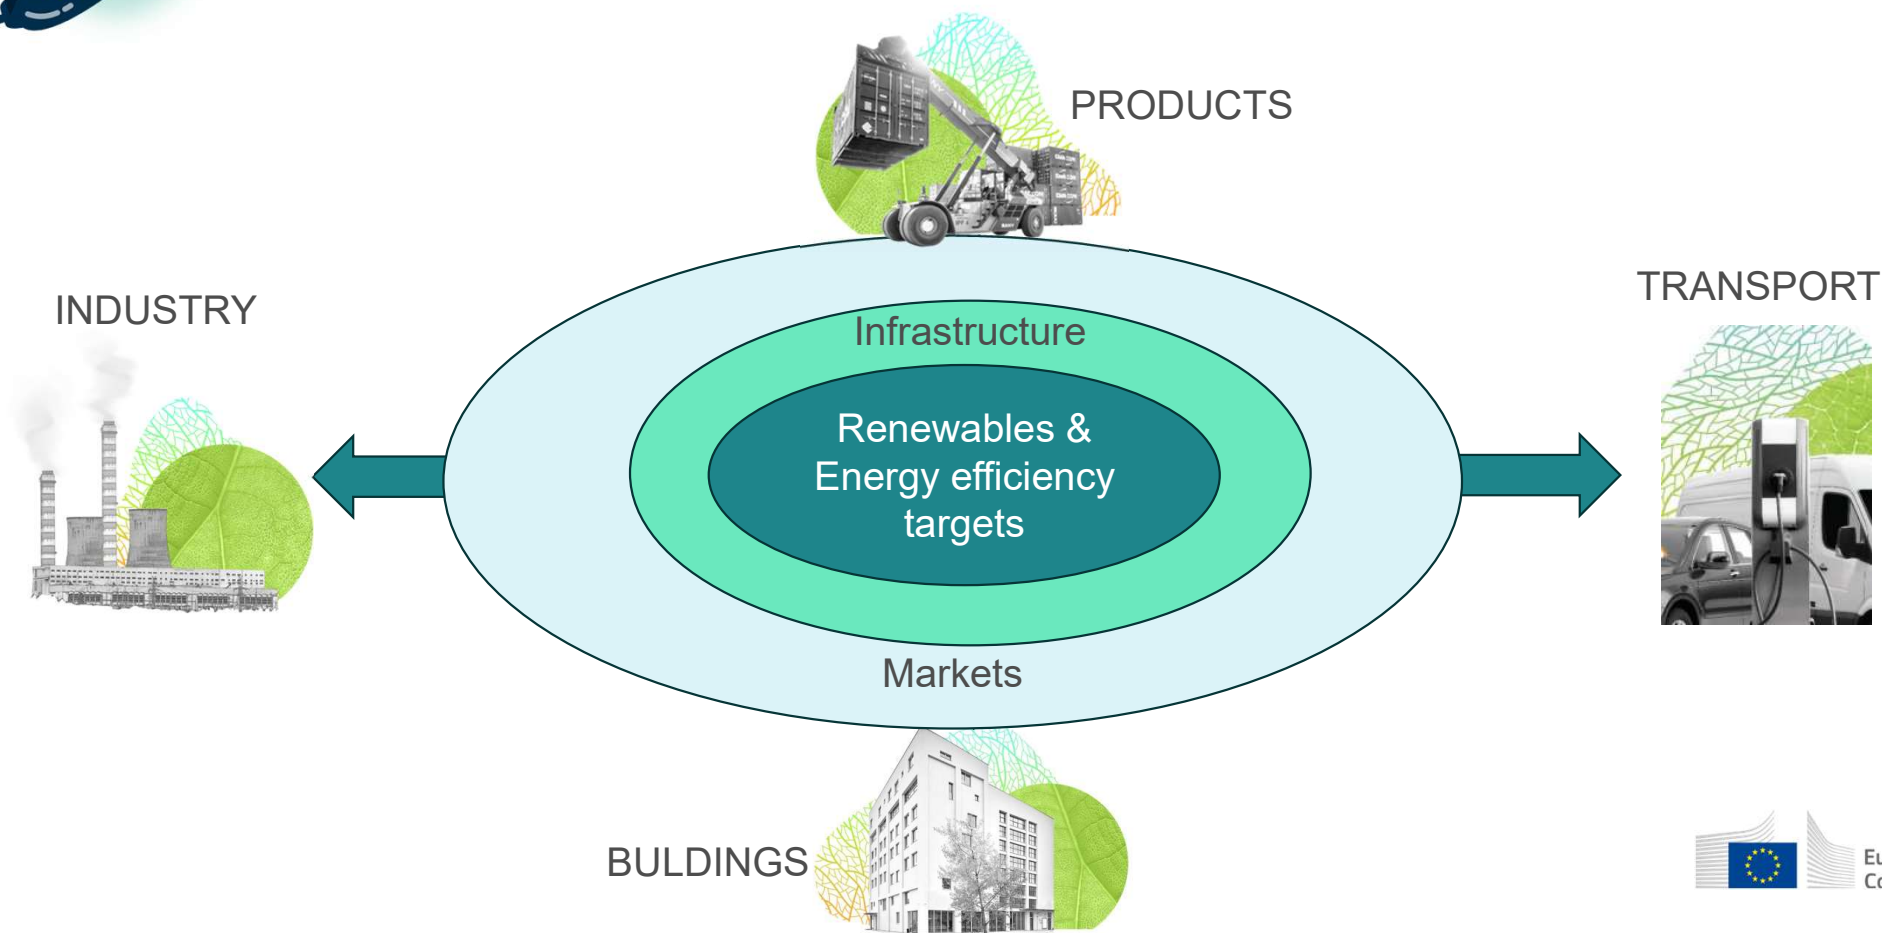 PRODUCTS
INDUSTRY
TRANSPORT
Infrastructure
Renewables &
Energy efficiency
targets
Markets
BULDINGS